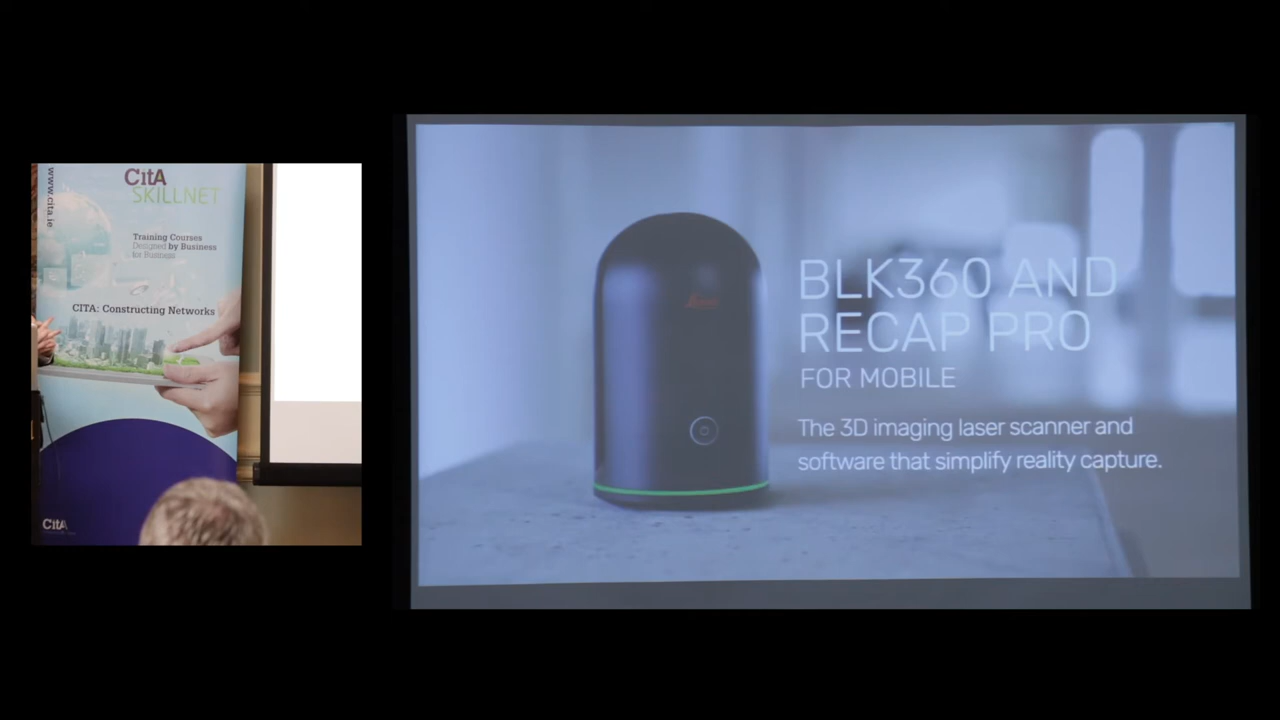 www.cita.ie
CitA
SKILLNET
Training Courses
Designed by Business
for Business
CITA: Constructing Networks
CitA
BLK360 AND
RECAP PRO
FOR MOBILE
The 3D imaging laser scanner and
software that simplify reality capture.
Leica